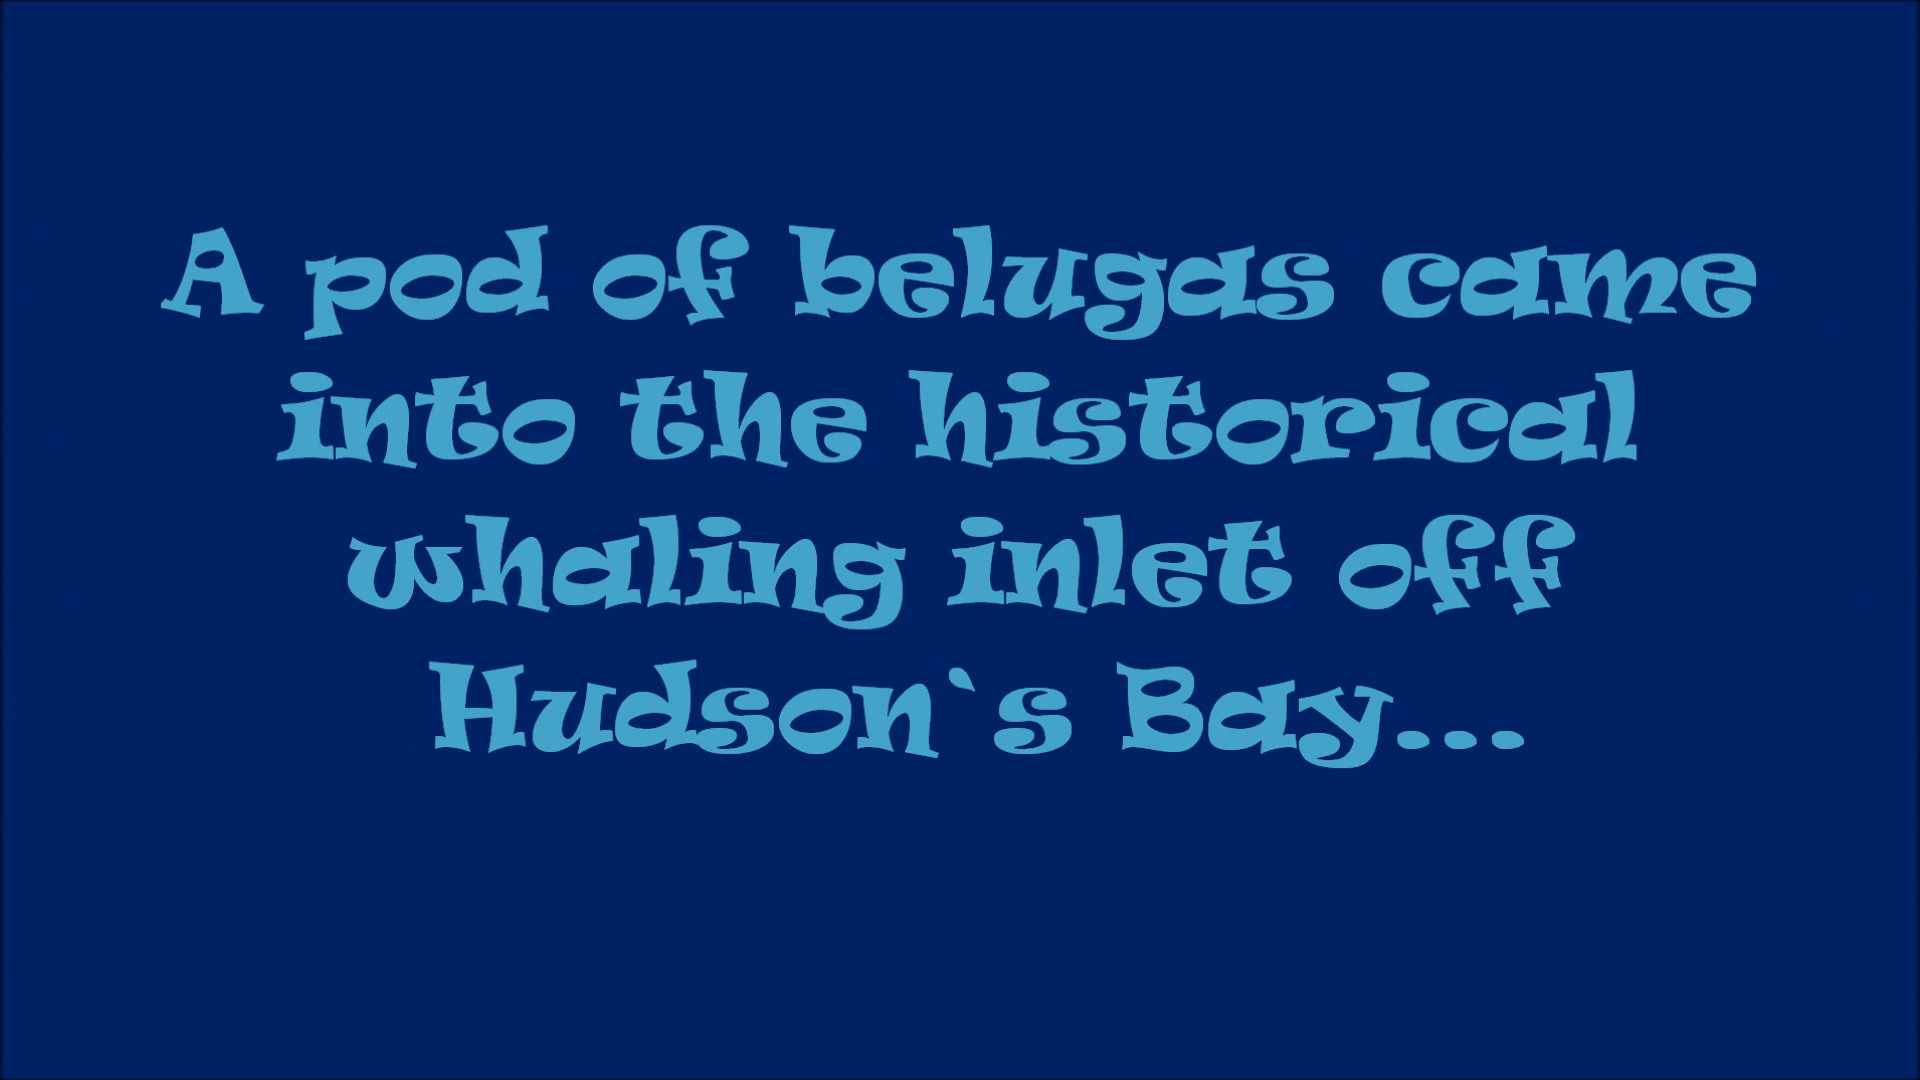 A pod of belugas came
into the historical
whaling inlet off
Hudson`s Bay...